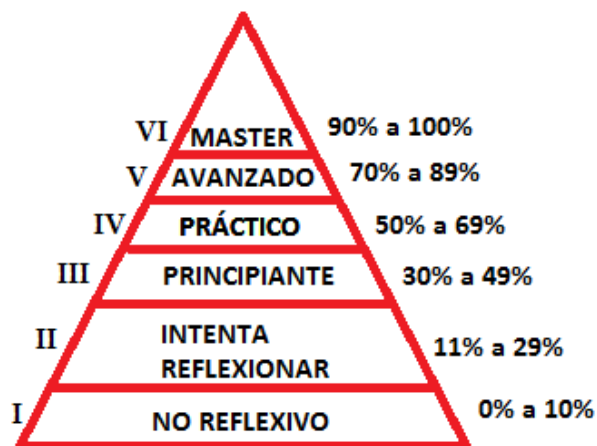 VI MASTER 90% a 100%
V AVANZADO 70% a 89%
IV PRÁCTICO 50% a 69%
III PRINCIPIANTE 30% a 49%
II INTENTA
REFLEXIONAR 11% a 29%
I NO REFLEXIVO 0% a 10%